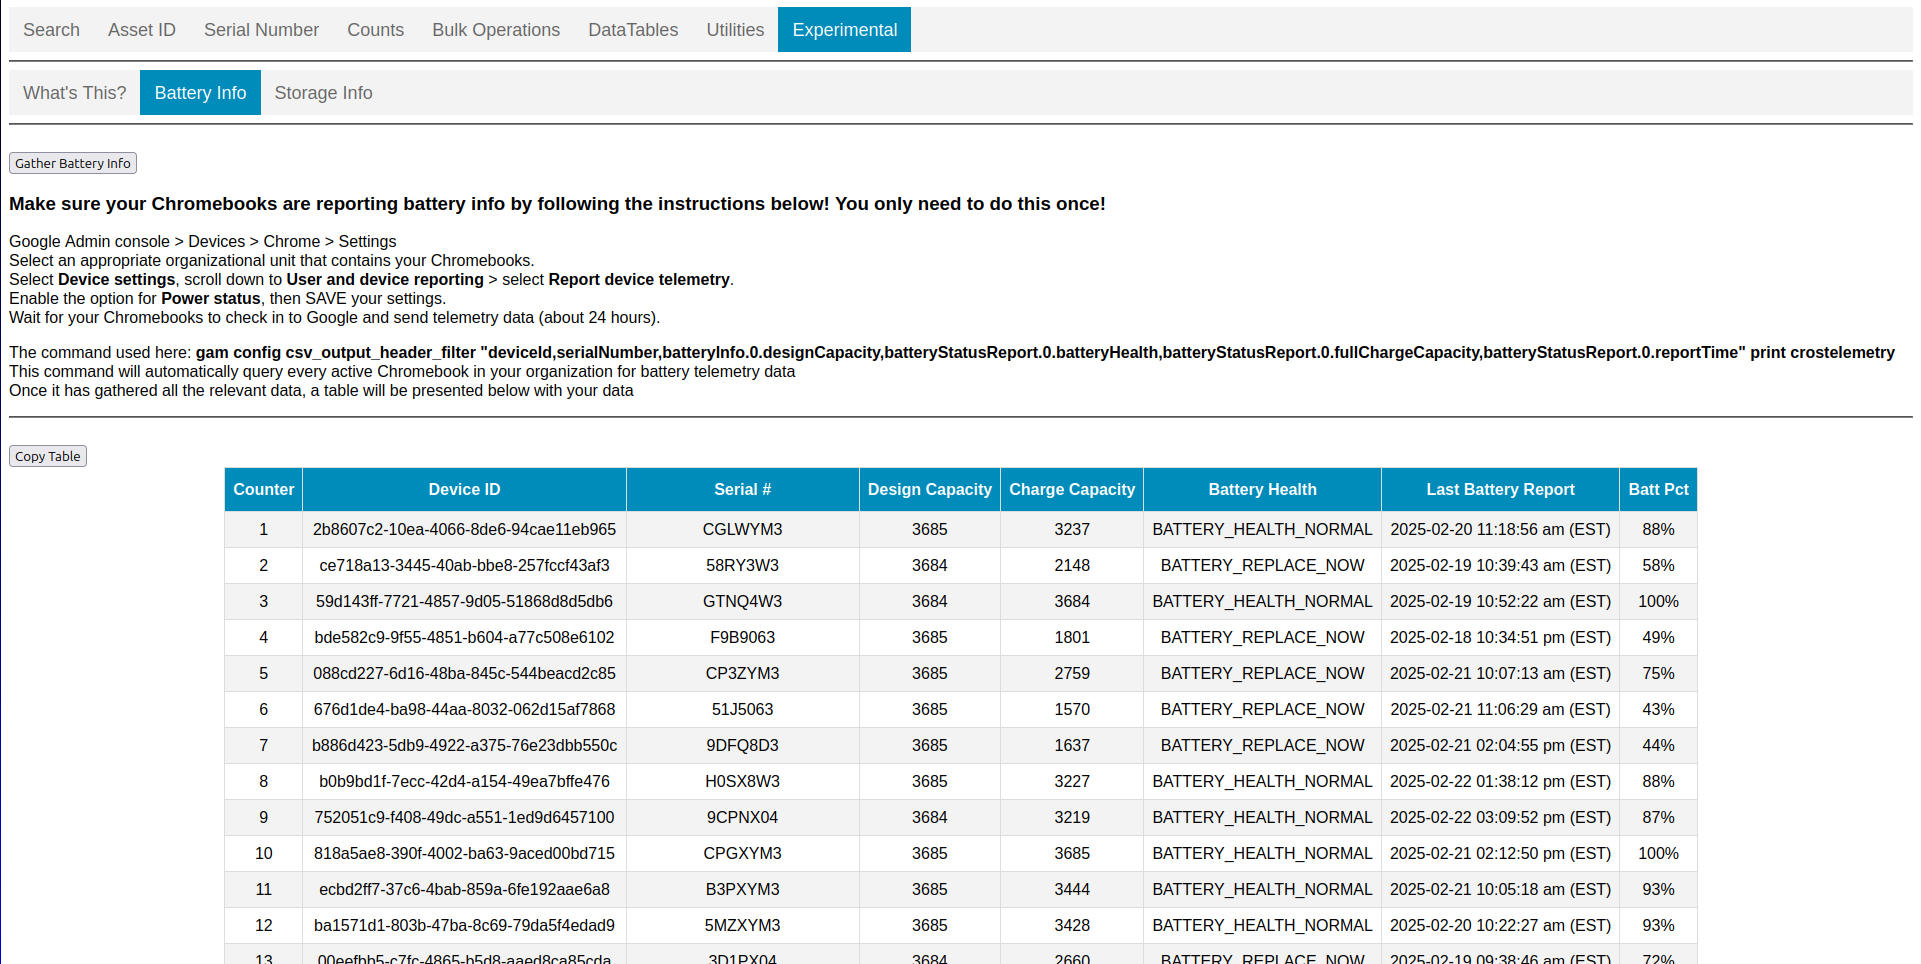 Search Asset ID Serial Number Counts Bulk Operations DataTables Utilities Experimental
What's This? Battery Info Storage Info
Gather Battery Info
Make sure your Chromebooks are reporting battery info by following the instructions below! You only need to do this once!
Google Admin console > Devices > Chrome > Settings
Select an appropriate organizational unit that contains your Chromebooks.
Select Device settings, scroll down to User and device reporting > select Report device telemetry.
Enable the option for Power status, then SAVE your settings.
Wait for your Chromebooks to check in to Google and send telemetry data (about 24 hours).
The command used here: gam config csv_output_header_filter "deviceId,serialNumber,batteryInfo.0.designCapacity,batteryStatusReport.0.batteryHealth,batteryStatusReport.0.fullChargeCapacity,batteryStatusReport.0.reportTime" print crostelemetry
This command will automatically query every active Chromebook in your organization for battery telemetry data
Once it has gathered all the relevant data, a table will be presented below with your data
Copy Table
Counter Device ID Serial # Design Capacity Charge Capacity Battery Health Last Battery Report Batt Pct
1 2b8607c2-10ea-4066-8de6-94cae11eb965 CGLWYM3 3685 3237 BATTERY_HEALTH_NORMAL 2025-02-20 11:18:56 am (EST) 88%
2 ce718a13-3445-40ab-bbe8-257fccf43af3 58RY3W3 3684 2148 BATTERY_REPLACE_NOW 2025-02-19 10:39:43 am (EST) 58%
3 59d143ff-7721-4857-9d05-51868d8d5db6 GTNQ4W3 3684 3684 BATTERY_HEALTH_NORMAL 2025-02-19 10:52:22 am (EST) 100%
4 bde582c9-9f55-4851-b604-a77c508e6102 F9B9063 3685 1801 BATTERY_REPLACE_NOW 2025-02-18 10:34:51 pm (EST) 49%
5 088cd227-6d16-48ba-845c-544beacd2c85 CP3ZYM3 3685 2759 BATTERY_REPLACE_NOW 2025-02-21 10:07:13 am (EST) 75%
6 676d1de4-ba98-44aa-8032-062d15af7868 51J5063 3685 1570 BATTERY_REPLACE_NOW 2025-02-21 11:06:29 am (EST) 43%
7 b886d423-5db9-4922-a375-76e23dbb550c 9DFQ8D3 3685 1637 BATTERY_REPLACE_NOW 2025-02-21 02:04:55 pm (EST) 44%
8 b0b9bd1f-7ecc-42d4-a154-49ea7bffe476 H0SX8W3 3685 3227 BATTERY_HEALTH_NORMAL 2025-02-22 01:38:12 pm (EST) 88%
9 752051c9-f408-49dc-a551-1ed9d6457100 9CPNX04 3684 3219 BATTERY_HEALTH_NORMAL 2025-02-22 03:09:52 pm (EST) 87%
10 818a5ae8-390f-4002-ba63-9aced00bd715 CPGXYM3 3685 3685 BATTERY_HEALTH_NORMAL 2025-02-21 02:12:50 pm (EST) 100%
11 ecbd2ff7-37c6-4bab-859a-6fe192aae6a8 B3PXYM3 3685 3444 BATTERY_HEALTH_NORMAL 2025-02-21 10:05:18 am (EST) 93%
12 ba1571d1-803b-47ba-8c69-79da5f4edad9 5MZXYM3 3685 3428 BATTERY_HEALTH_NORMAL 2025-02-20 10:22:27 am (EST) 93%
13 00eefbb5-c7fc-4865-b5d8-aaed8ca85cda 3D1PX04 3684 2660 BATTERY_REPLACE_NOW 2025-02-19 09:38:46 am (EST) 72%